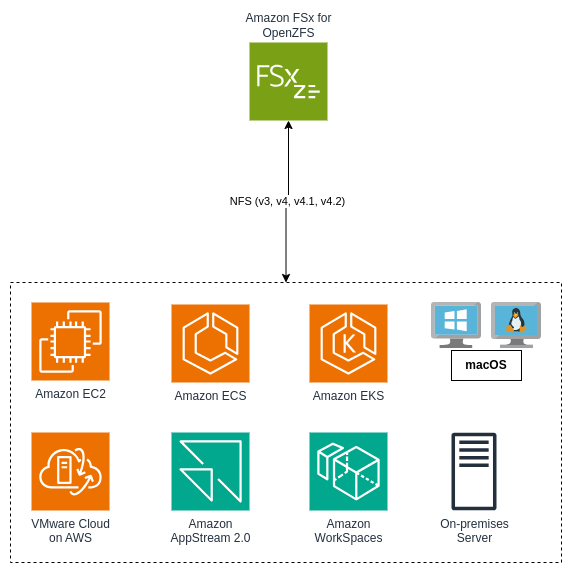 Amazon FSx for
OpenZFS
FSx
Z
NFS (v3, v4, v4.1, v4.2)
Amazon EC2
Amazon ECS
K
Amazon EKS
macOS
VMware Cloud
on AWS
Amazon
AppStream 2.0
Amazon
WorkSpaces
On-premises
Server